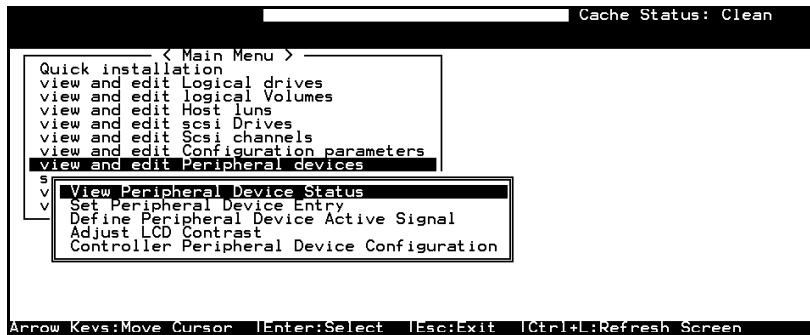 Cache Status: Clean
< Main Menu >
Quick installation
view and edit Logical drives
view and edit logical Volumes
view and edit Host luns
view and edit scsi Drives
view and edit Scsi channels
view and edit Configuration parameters
view and edit Peripheral devices
s
v View Peripheral Device Status
v Set Peripheral Device Entry
Define Peripheral Device Active Signal
Adjust LCD Contrast
Controller Peripheral Device Configuration
Arrow Keys:Move Cursor |Enter:Select |Esc:Exit |Ctrl+L:Refresh Screen